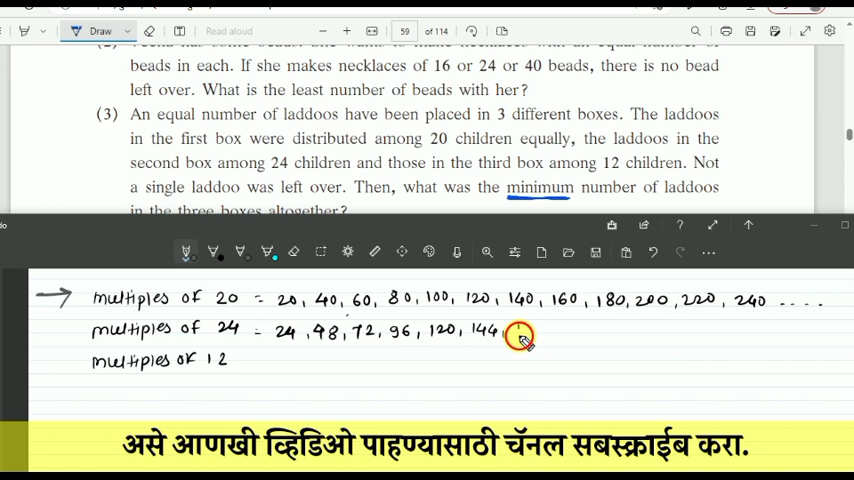 Draw
Read aloud
59 of 114
beads in each. If she makes necklaces of 16 or 24 or 40 beads, there is no bead
left over. What is the least number of beads with her?
(3) An equal number of laddoos have been placed in 3 different boxes. The laddoos
in the first box were distributed among 20 children equally, the laddoos in the
second box among 24 children and those in the third box among 12 children. Not
a single laddoo was left over. Then, what was the minimum number of laddoos
in the three boxes altogether?
multiples of 20 = 20, 40, 60, 80, 100, 120, 140, 160, 180, 200, 220, 240 ....
multiples of 24 = 24, 48, 72, 96, 120, 144,
multiples of 12
असे आणखी व्हिडिओ पाहण्यासाठी चॅनल सबस्क्राईब करा.